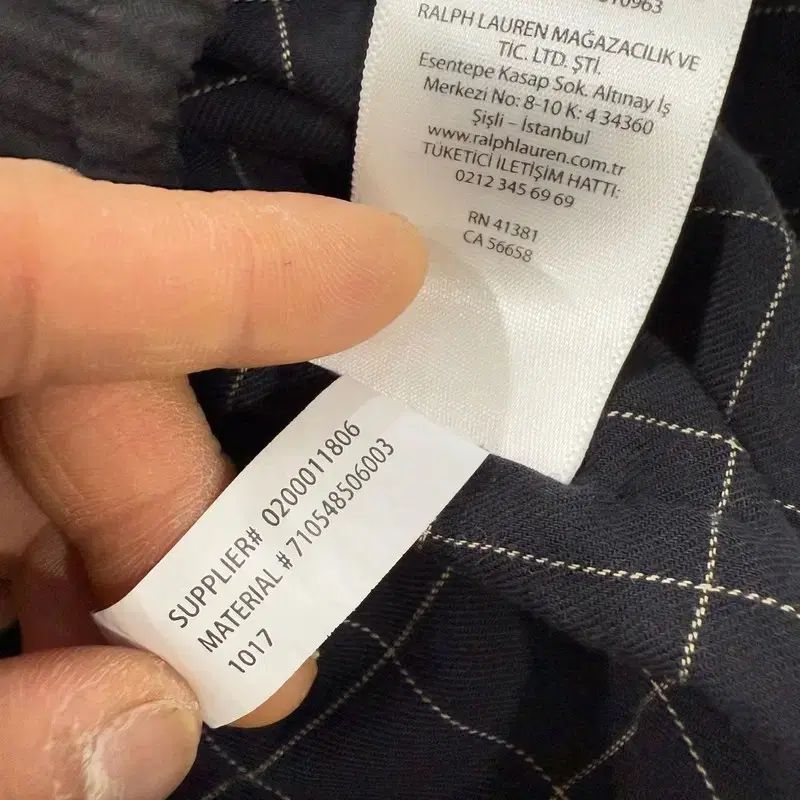 RALPH LAUREN MAĞAZACILIK VE
TİC. LTD. ŞTİ.
Esentepe Kasap Sok. Altınay İş
Merkezi No: 8-10 K: 4 34360
Şişli – İstanbul
www.ralphlauren.com.tr
TÜKETİCİ İLETİŞİM HATTI:
0212 345 69 69
RN 41381
CA 56658
SUPPLIER# 0200011806
MATERIAL # 710548506003
1017